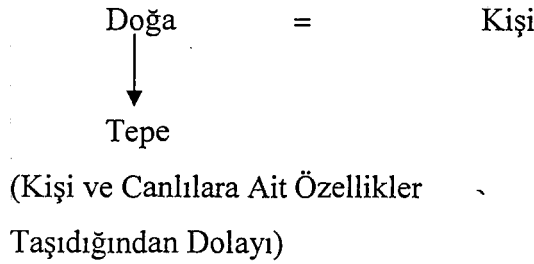 Doğa = Kişi
Tepe
(Kişi ve Canlılara Ait Özellikler
Taşıdığından Dolayı)